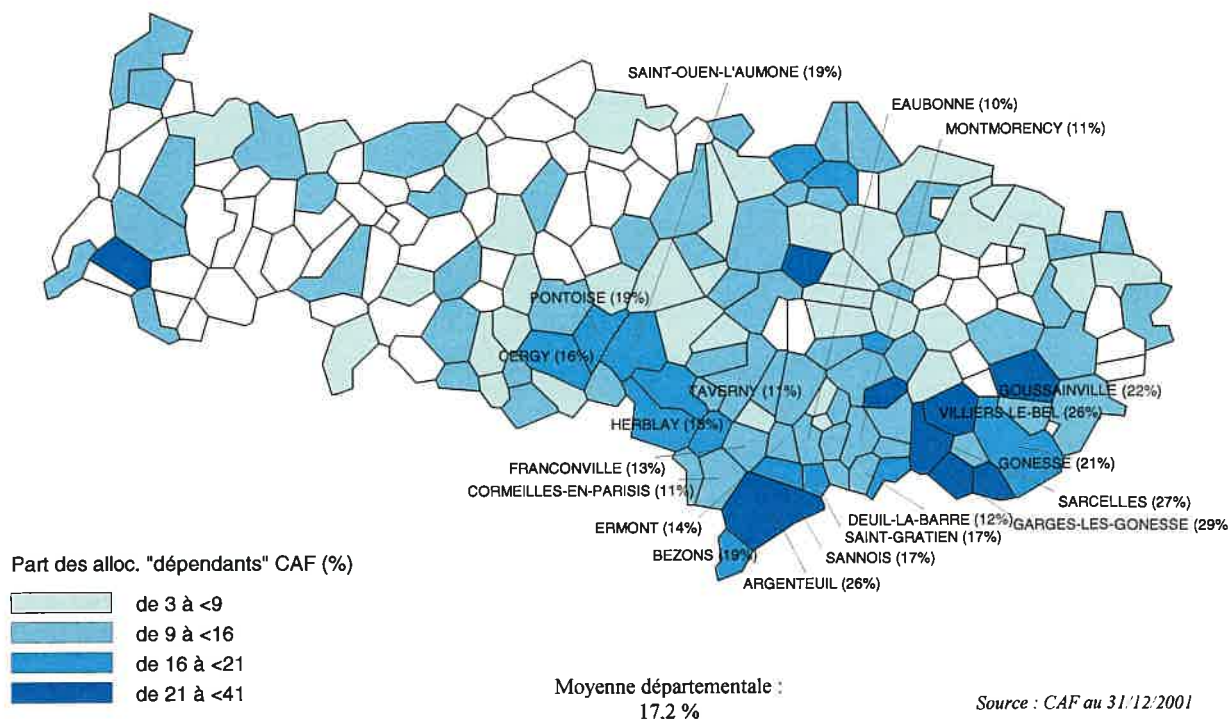 SAINT-OUEN-L'AUMONE (19%)
EAUBONNE (10%)
MONTMORENCY (11%)
PONTOISE (19%)
CERGY (16%)
TAVERNY (11%)
GOUSSAINVILLE (22%)
VILLIERS-LE-BEL (26%)
HERBLAY (18%)
FRANCONVILLE (13%)
GONESSE (21%)
CORMEILLES-EN-PARISIS (11%)
SARCELLES (27%)
ERMONT (14%)
DEUIL-LA-BARRE (12%)
GARGES-LES-GONESSE (29%
SAINT-GRATIEN (17%)
BEZONS (19%)
SANNOIS (17%)
ARGENTEUIL (26%)
Part des alloc. "dépendants" CAF (%)
de 3 à <9
de 9 à <16
de 16 à <21
de 21 à <41
Moyenne départementale :
17,2 %
Source : CAF au 31/12/2001